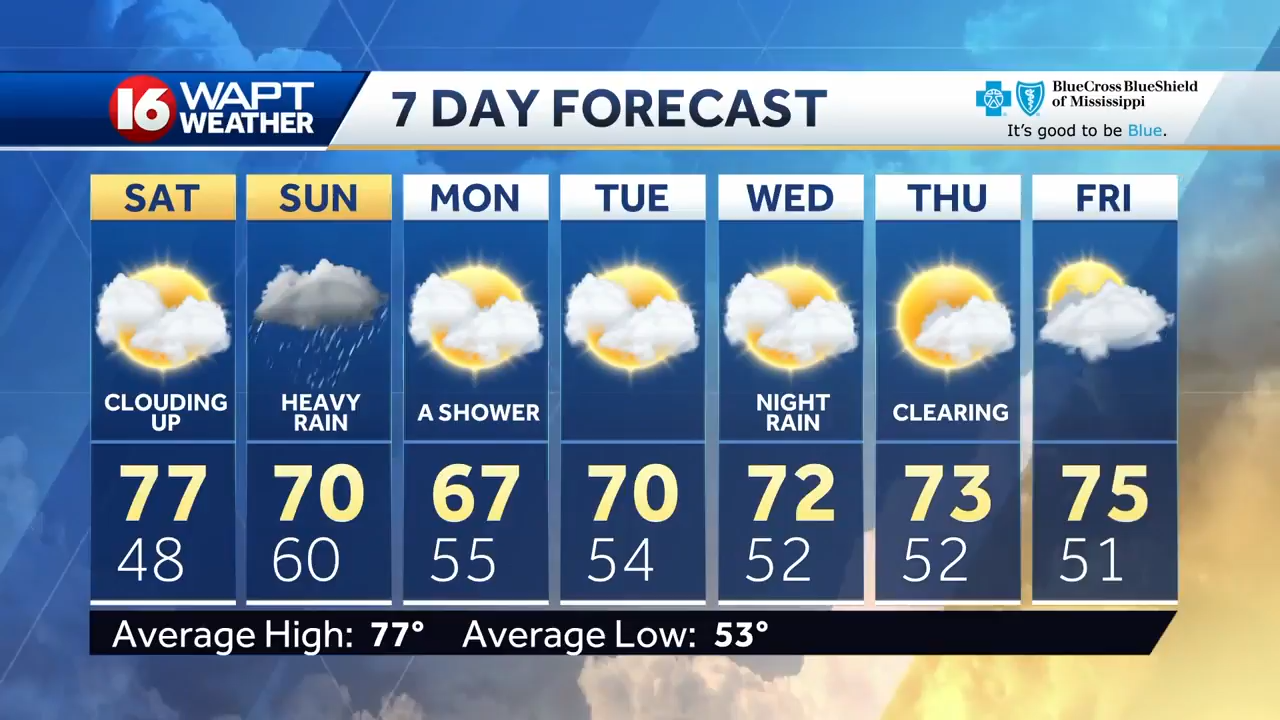 16 WAPT WEATHER
7 DAY FORECAST
BlueCross BlueShield
of Mississippi
It's good to be Blue.
SAT SUN MON TUE WED THU FRI
CLOUDING UP
HEAVY RAIN
A SHOWER
NIGHT RAIN
CLEARING
77 70 67 70 72 73 75
48 60 55 54 52 52 51
Average High: 77° Average Low: 53°